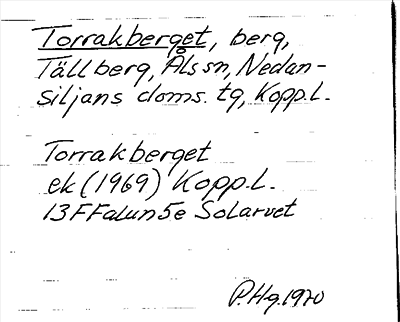 Torrakberget, berg,
Tällberg, Åls sn, Nedan-
siljans doms. tg, Kopp.l.
Torrakberget
ek (1969) Kopp.l.
13F Falun 5e Solarvet
P.Hg. 1970